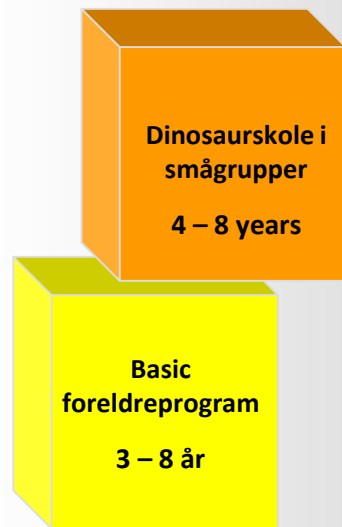 Dinosaurskole i
smågrupper
4 – 8 years
Basic
foreldreprogram
3 – 8 år